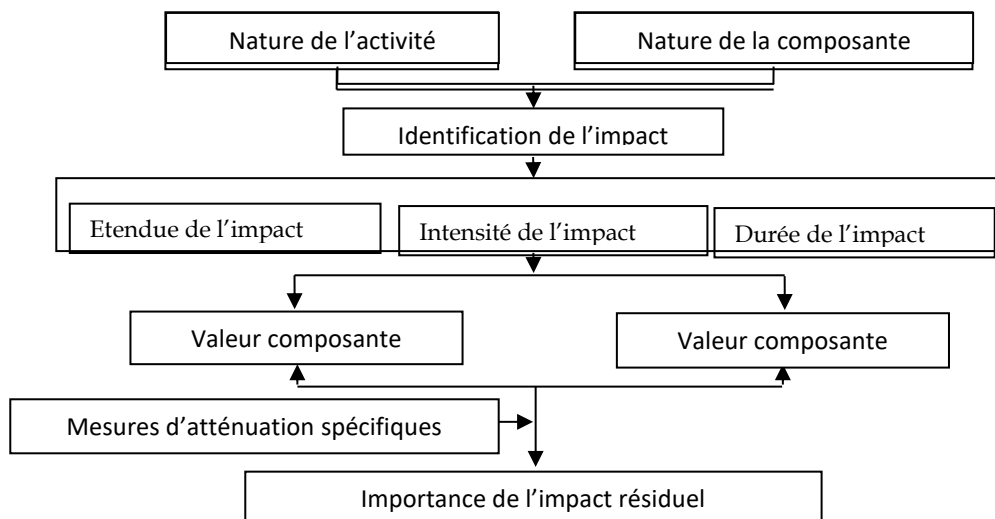 Nature de l’activité
Nature de la composante
Identification de l’impact
Etendue de l’impact
Intensité de l’impact
Durée de l’impact
Valeur composante
Valeur composante
Mesures d’atténuation spécifiques
Importance de l’impact résiduel